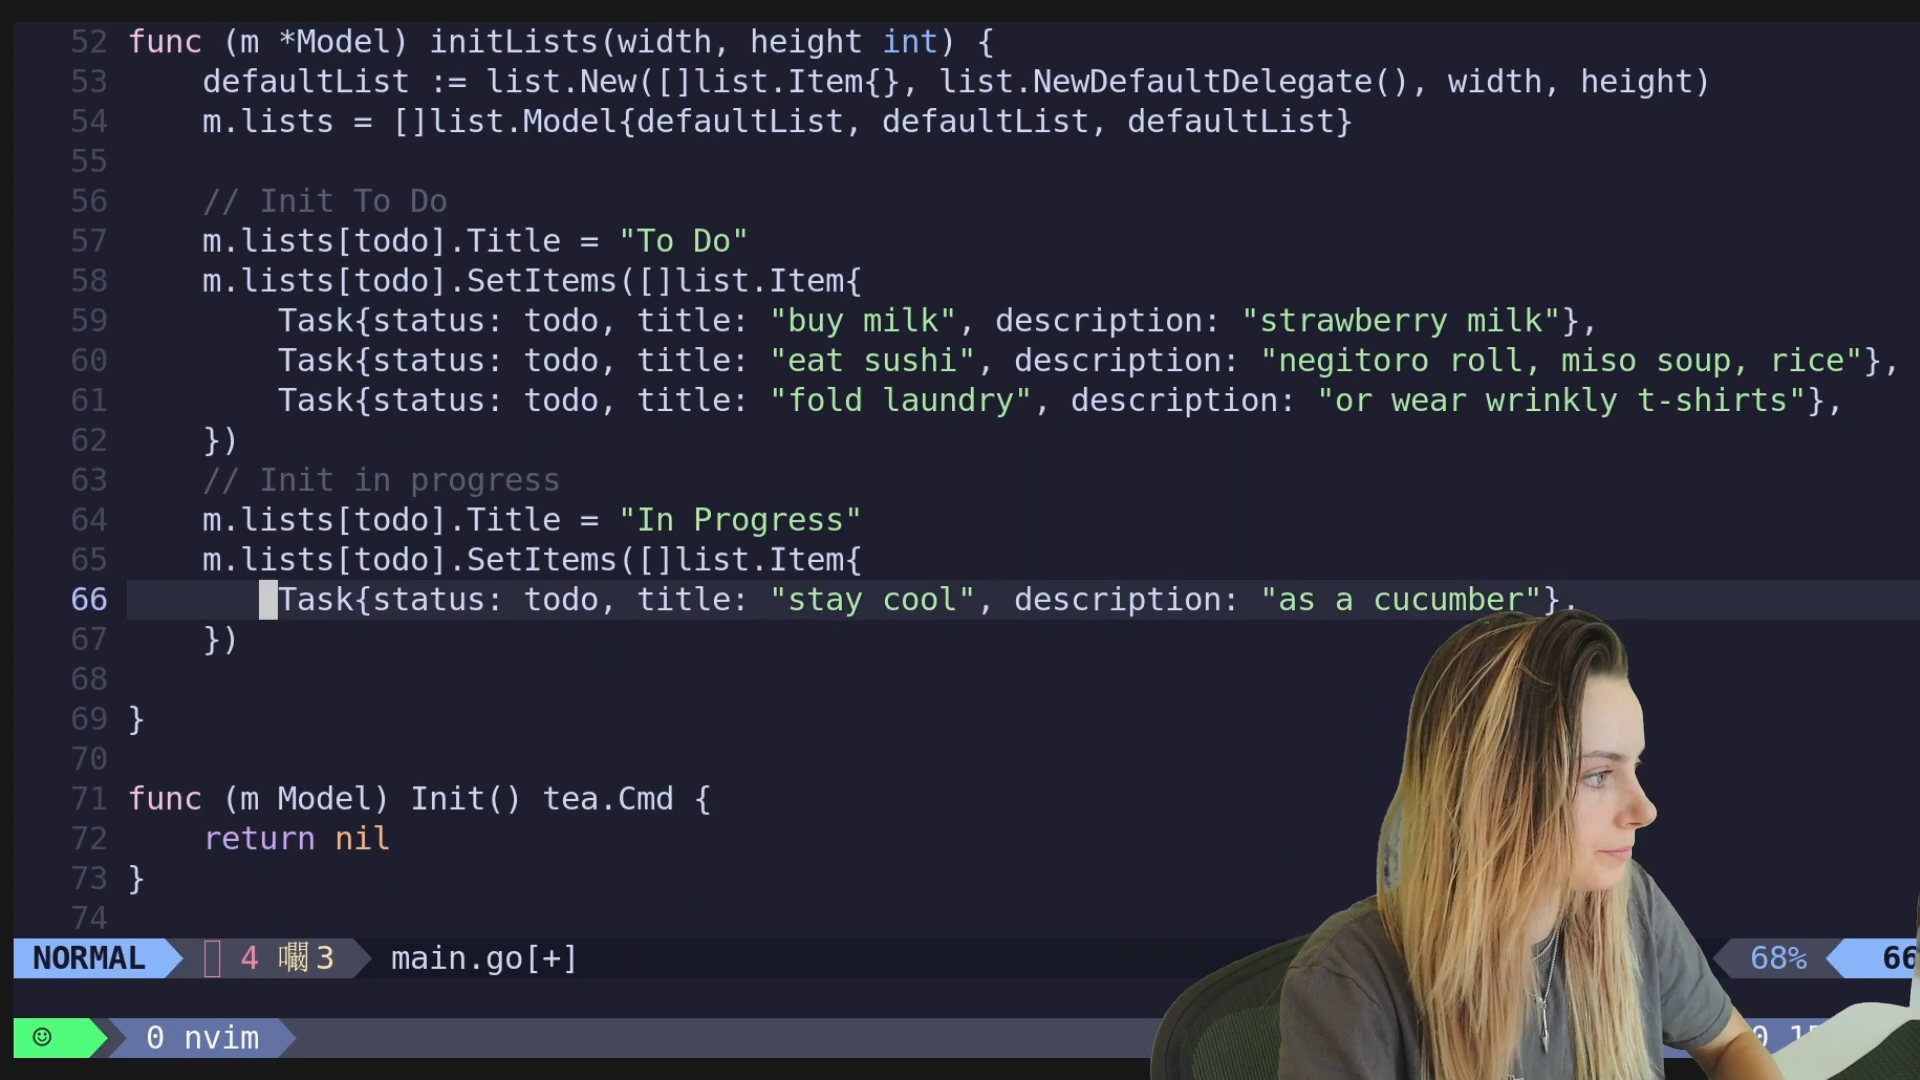 52 func (m *Model) initLists(width, height int) {
53 defaultList := list.New([]list.Item{}, list.NewDefaultDelegate(), width, height)
54 m.lists = []list.Model{defaultList, defaultList, defaultList}
55
56 // Init To Do
57 m.lists[todo].Title = "To Do"
58 m.lists[todo].SetItems([]list.Item{
59 Task{status: todo, title: "buy milk", description: "strawberry milk"},
60 Task{status: todo, title: "eat sushi", description: "negitoro roll, miso soup, rice"},
61 Task{status: todo, title: "fold laundry", description: "or wear wrinkly t-shirts"},
62 })
63 // Init in progress
64 m.lists[todo].Title = "In Progress"
65 m.lists[todo].SetItems([]list.Item{
66 Task{status: todo, title: "stay cool", description: "as a cucumber"},
67 })
68
69 }
70
71 func (m Model) Init() tea.Cmd {
72 return nil
73 }
74
NORMAL 4 囓3 main.go[+] 68% 66
0 nvim